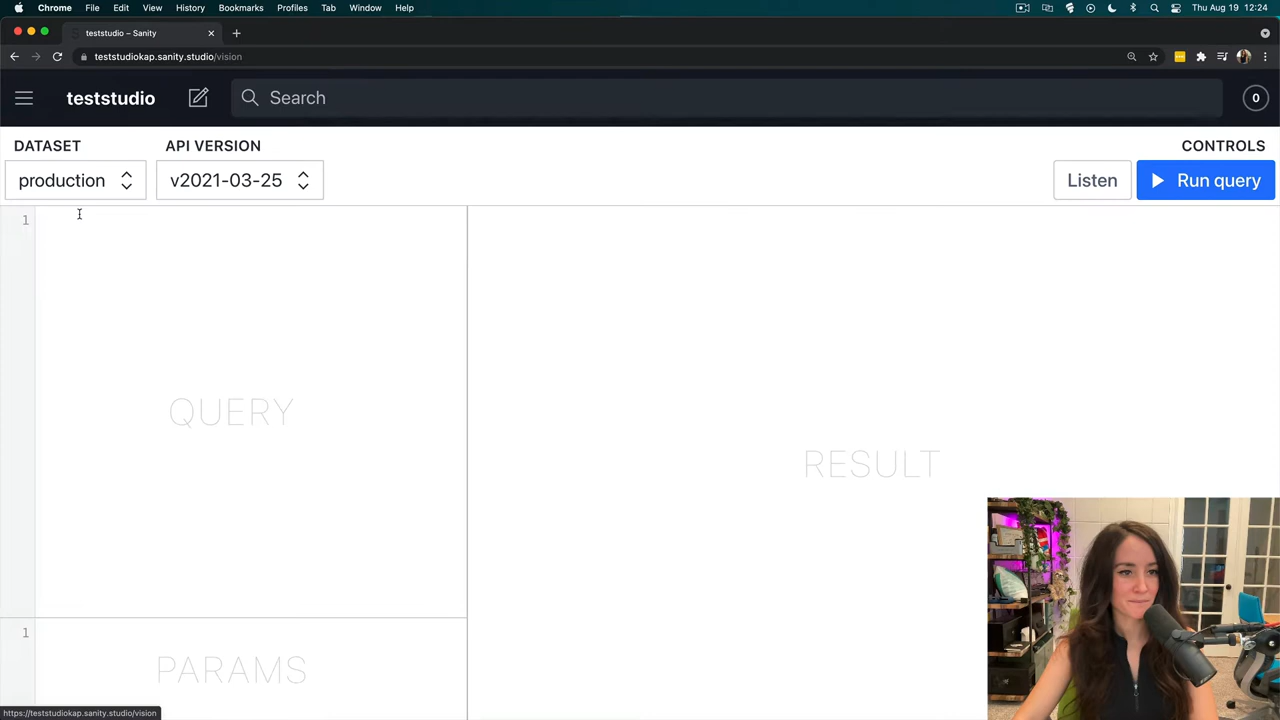 Chrome File Edit View History Bookmarks Profiles Tab Window Help Thu Aug 19 12:24
teststudio – Sanity
teststudiokap.sanity.studio/vision
teststudio Search 0
DATASET API VERSION CONTROLS
production v2021-03-25 Listen Run query
1
QUERY
RESULT
1
PARAMS
https://teststudiokap.sanity.studio/vision